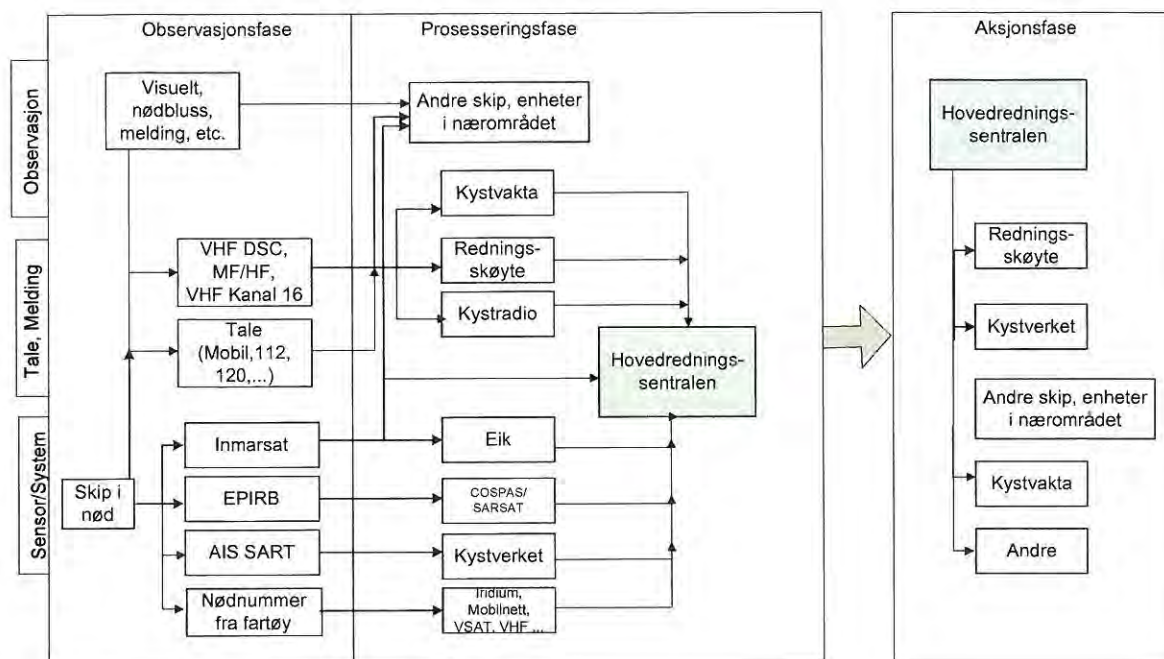 Observasjonsfase
Prosesseringsfase
Aksjonsfase
Observasjon
Visuelt,
nødbluss,
melding, etc.
Andre skip, enheter
i nærområdet
Hovedrednings-
sentralen
Kystvakta
Tale, Melding
VHF DSC,
MF/HF,
VHF Kanal 16
Rednings-
skøyte
Rednings-
skøyte
Tale
(Mobil,112,
120,...)
Kystradio
Kystverket
Hovedrednings-
sentralen
Andre skip, enheter
i nærområdet
Sensor/System
Skip i
nød
Inmarsat
Eik
Kystvakta
EPIRB
COSPAS/
SARSAT
AIS SART
Kystverket
Andre
Nødnummer
fra fartøy
Iridium,
Mobilnett,
VSAT, VHF ...